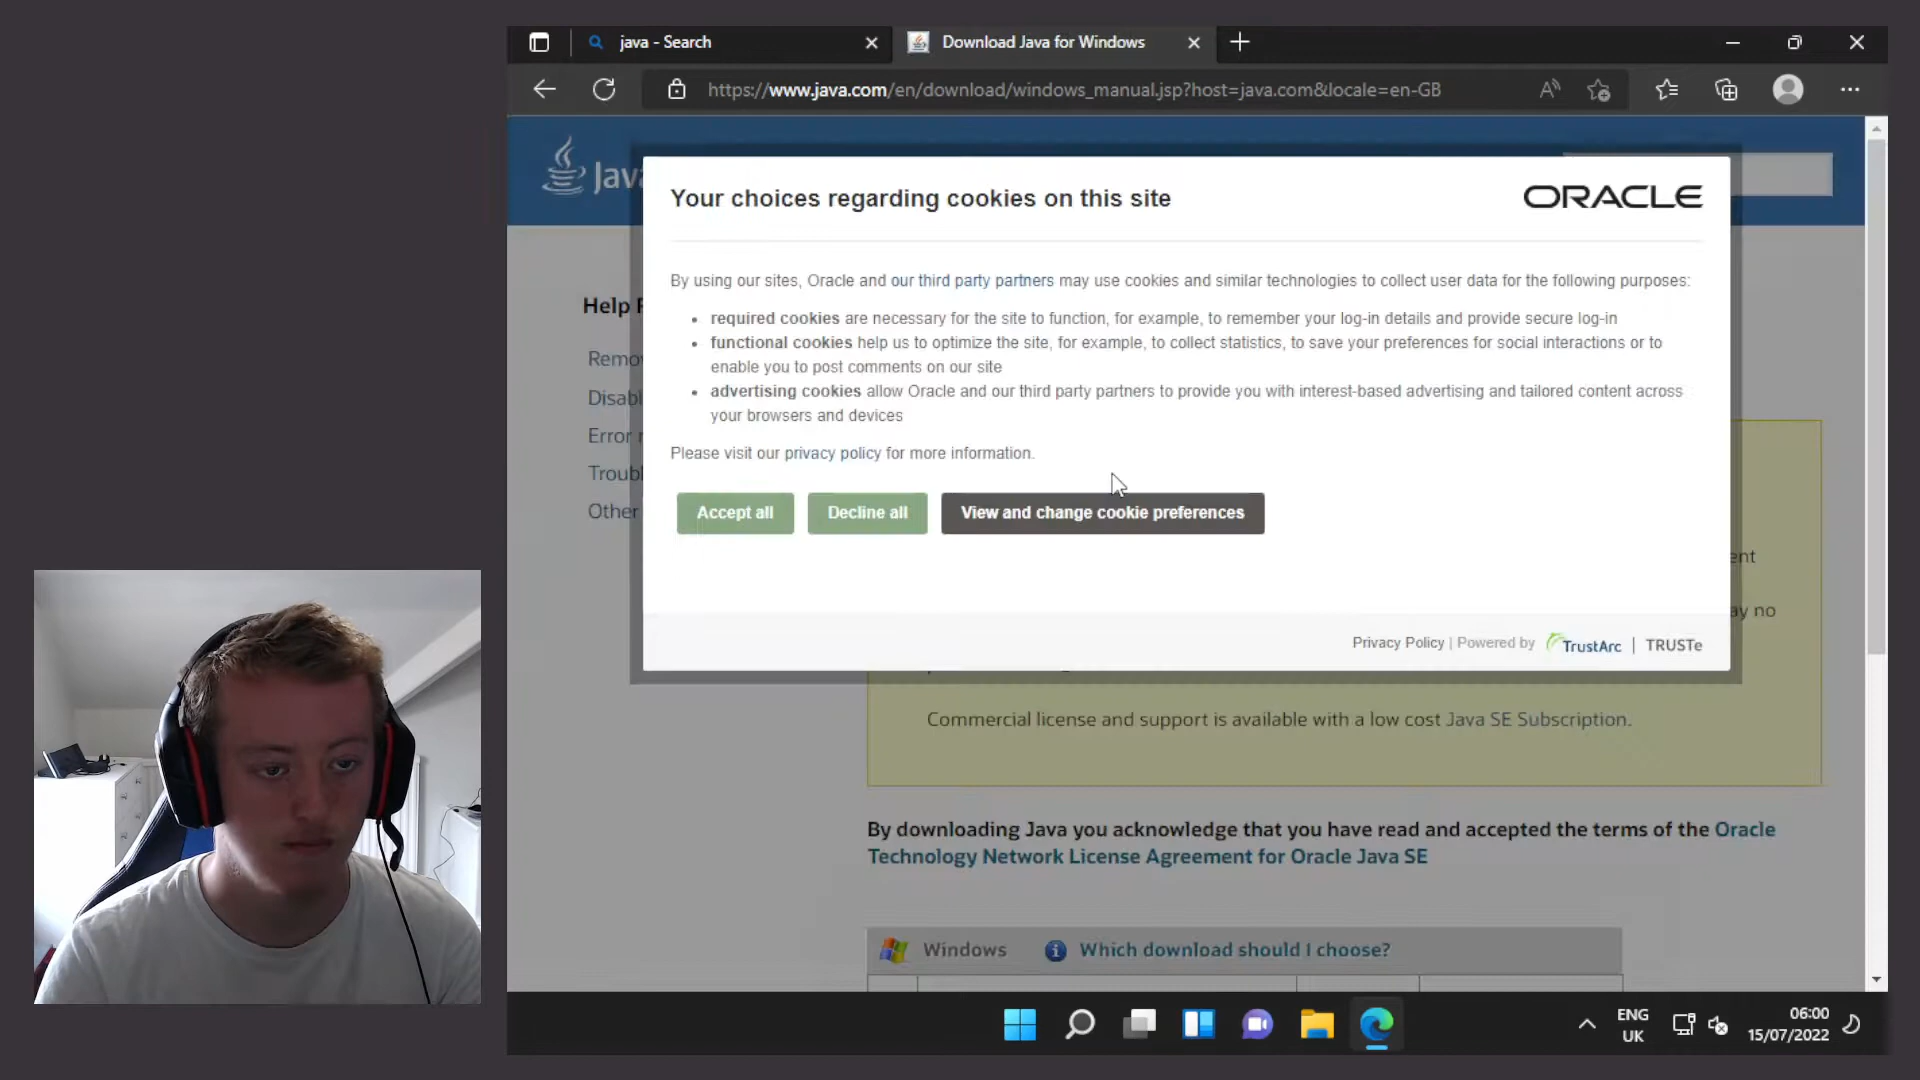 java - Search
Download Java for Windows
https://www.java.com/en/download/windows_manual.jsp?host=java.com&locale=en-GB
Java
Your choices regarding cookies on this site
ORACLE
By using our sites, Oracle and our third party partners may use cookies and similar technologies to collect user data for the following purposes:
required cookies are necessary for the site to function, for example, to remember your log-in details and provide secure log-in
functional cookies help us to optimize the site, for example, to collect statistics, to save your preferences for social interactions or to
enable you to post comments on our site
advertising cookies allow Oracle and our third party partners to provide you with interest-based advertising and tailored content across
your browsers and devices
Please visit our privacy policy for more information.
Accept all
Decline all
View and change cookie preferences
Privacy Policy | Powered by TrustArc | TRUSTe
Help
Remo
Disabl
Error
Troubl
Other
ent
ay no
Commercial license and support is available with a low cost Java SE Subscription.
By downloading Java you acknowledge that you have read and accepted the terms of the Oracle
Technology Network License Agreement for Oracle Java SE
Windows
Which download should I choose?
ENG
UK
06:00
15/07/2022